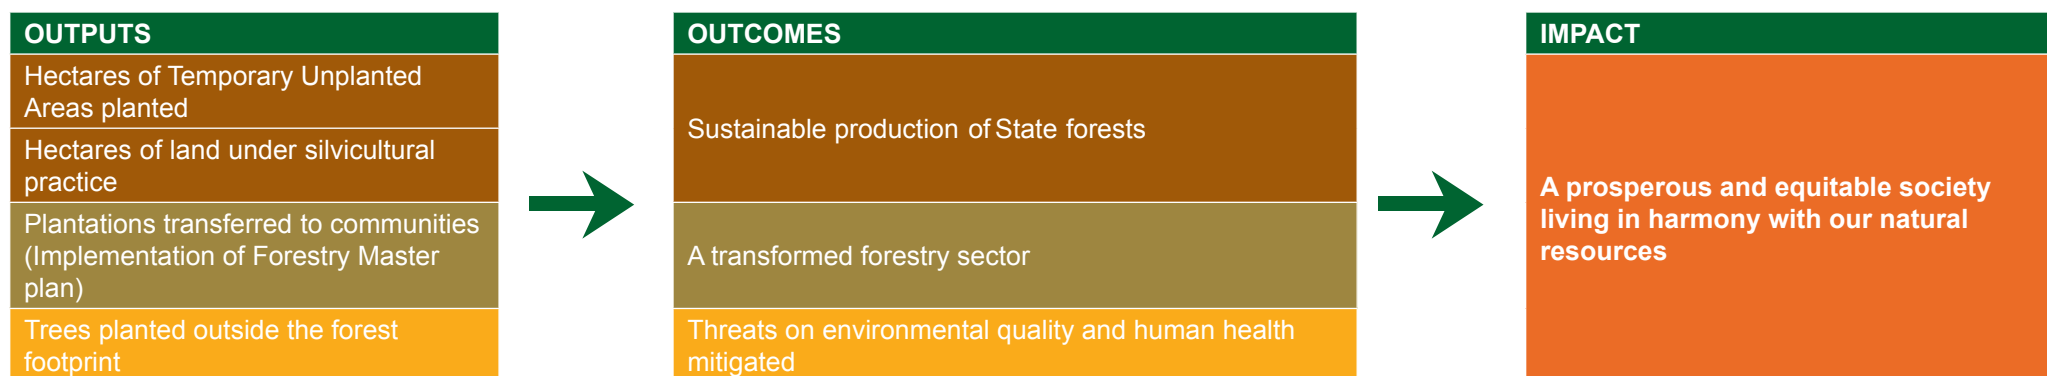 OUTPUTS
Hectares of Temporary Unplanted
Areas planted
Hectares of land under silvicultural
practice
Plantations transferred to communities
(Implementation of Forestry Master
plan)
Trees planted outside the forest
footprint
OUTCOMES
Sustainable production of State forests
A transformed forestry sector
Threats on environmental quality and human health
mitigated
IMPACT
A prosperous and equitable society
living in harmony with our natural
resources